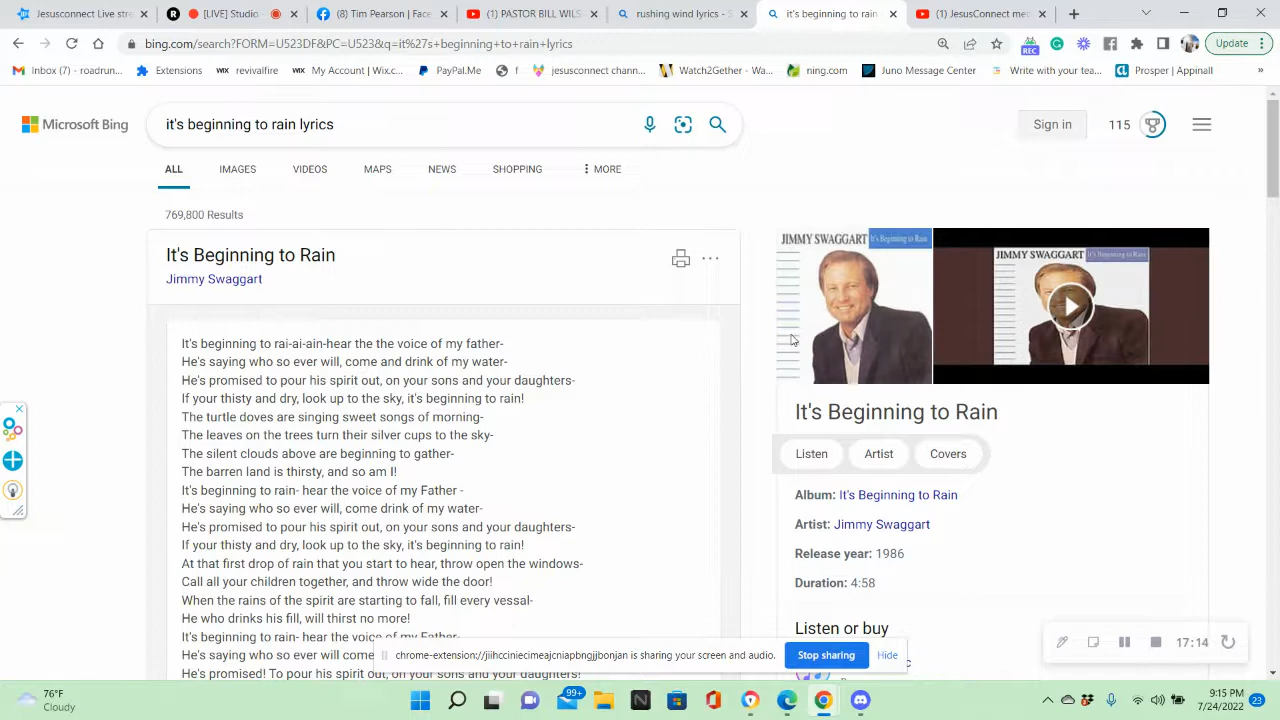 [LIVE] Studio
(8) Tim Pearson | Face
(1) PASTOR BILL WILS
rushing wind lyrics - S
it's beginning to rain
(1) JesusConnect me
bing.com/search?FORM=U523DF&PC=U523&q=it%27s+beginning+to+rain+lyrics
REC
Update
Inbox (7) - roadrun...
Extensions
WIX
revivalfire
My Account | Wix.c...
PayPal.Me
f
jesusconnect chann...
Watch2Gether - Wa...
ning.com
Juno Message Center
Write with your tea...
Prosper | Appinall
»
Microsoft Bing
it's beginning to rain lyrics
Sign in
115
ALL
IMAGES
VIDEOS
MAPS
NEWS
SHOPPING
MORE
769,800 Results
It's Beginning to Rain
Jimmy Swaggart
It's beginning to
hear the the voice of my father-
He's saying who so ever will, come drink of my water-
He's promised to pour his spirit out, on your sons and your daughters-
If your thisty and dry, look up to the sky, it's beginning to rain!
The turtle doves are singing sweet songs of morning-
The leaves on the trees turn their silver cups to the sky-
The silent clouds above are beginning to gather-
The barren land is thirsty, and so am I!
It's beginning to rain- hear the voice of my Father -
He's saying who so ever will, come drink of my water-
He's promised to pour his spirit out, on your sons and your daughters-
If your thisty and dry, look up to the sky, it's beginning to rain!
At that first drop of rain that you start to hear, throw open the windows-
Call all your children together, and throw wide the door!
When the rains of the spirit are starting to fall, fill every vessal-
He who drinks his fill, will thirst no more!
It's beginning to rain- hear the voice of my Father-
He's saying who so ever will come
He's promised! To pour his spirit out, on your sons and your daughters!
JIMMY SWAGGART It's Beginning to Rain
JIMMY SWAGGART It's Beginning to Rain
It's Beginning to Rain
Listen
Artist
Covers
Album: It's Beginning to Rain
Artist: Jimmy Swaggart
Release year: 1986
Duration: 4:58
Listen or buy
17:14
is sharing your screen and audio.
Stop sharing
Hide
76°F
Cloudy
99+
9:15 PM
7/24/2022
23